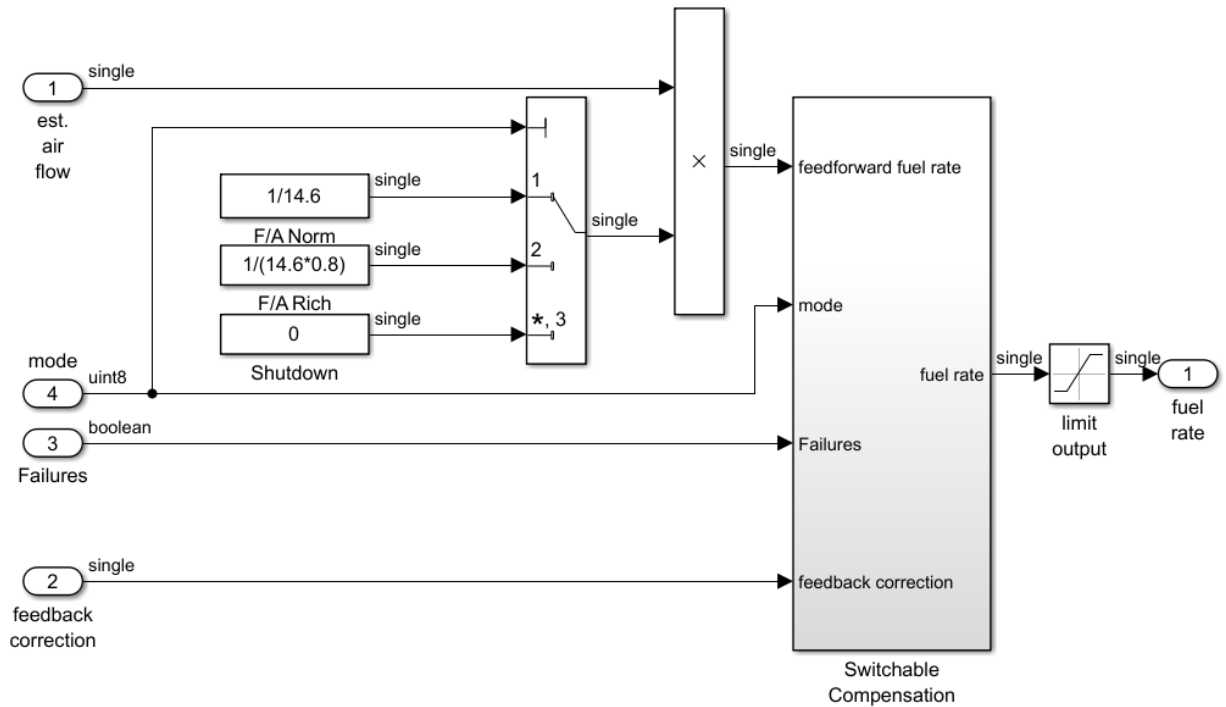 single
1
est.
air
flow
1/14.6
single
1
F/A Norm
1/(14.6*0.8)
single
2
F/A Rich
0
single
*, 3
Shutdown
single
×
single
feedforward fuel rate
mode
4
uint8
mode
boolean
3
Failures
Failures
single
2
feedback
correction
feedback correction
fuel rate
Switchable
Compensation
single
limit
output
single
1
fuel
rate